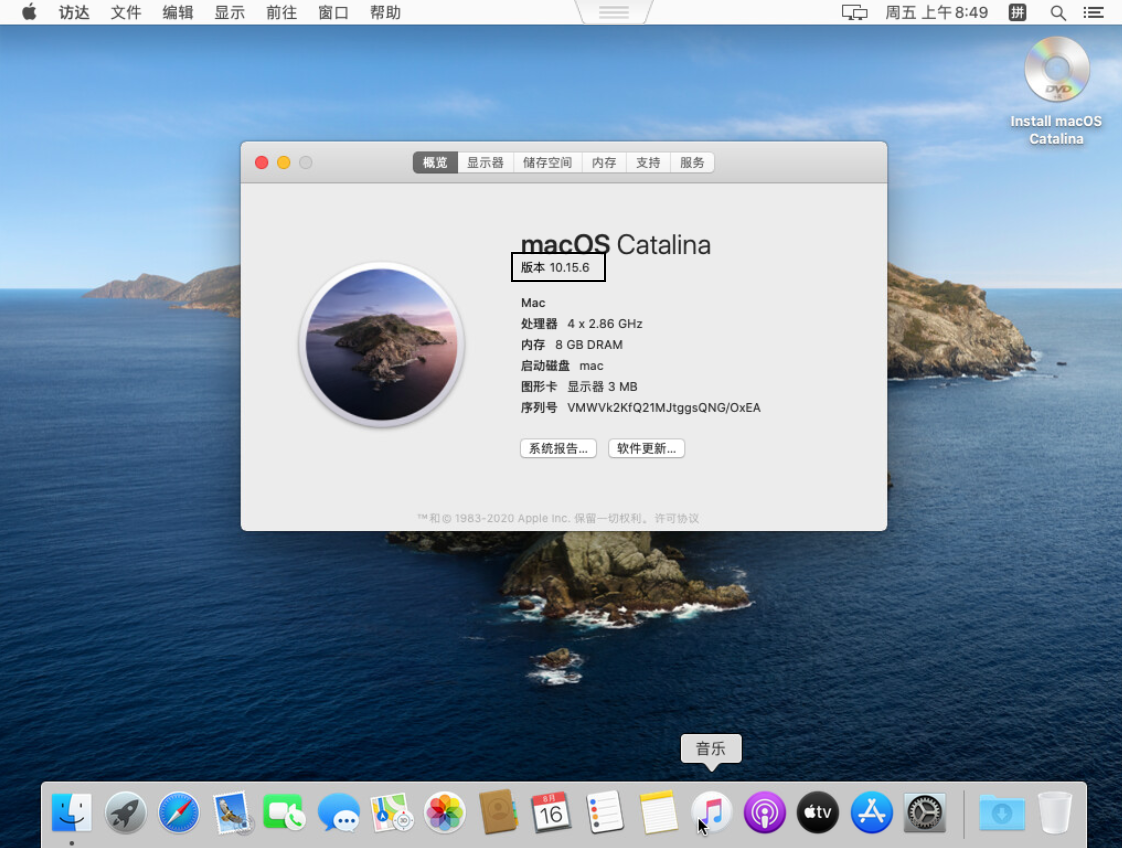 访达 文件 编辑 显示 前往 窗口 帮助 周五 上午8:49 拼
DVD
Install macOS
Catalina
概览 显示器 储存空间 内存 支持 服务
macOS Catalina
版本 10.15.6
Mac
处理器 4 x 2.86 GHz
内存 8 GB DRAM
启动磁盘 mac
图形卡 显示器 3 MB
序列号 VMWVk2KfQ21MJtggsQNG/OxEA
系统报告... 软件更新...
™和© 1983-2020 Apple Inc. 保留一切权利。许可协议
音乐
8月
16
tv